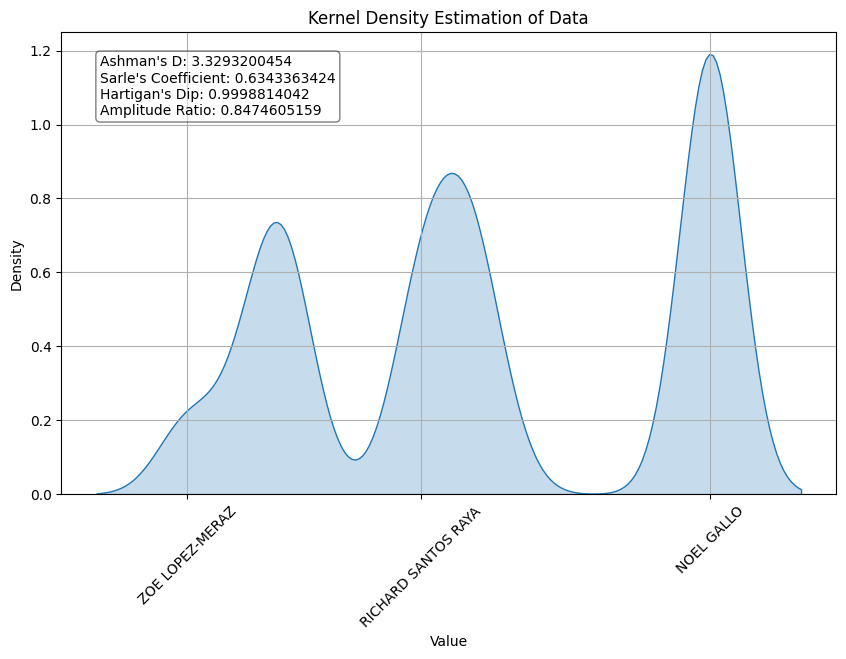 Kernel Density Estimation of Data
Ashman's D: 3.3293200454
Sarle's Coefficient: 0.6343363424
Hartigan's Dip: 0.9998814042
Amplitude Ratio: 0.8474605159
1.2
1.0
0.8
0.6
0.4
0.2
0.0
Density
ZOE LOPEZ-MERAZ
RICHARD SANTOS RAYA
NOEL GALLO
Value